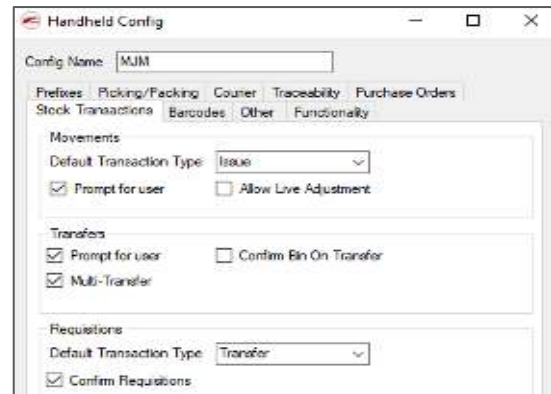 Handheld Config
Config Name MJM
Prefixes Picking/Packing Courier Traceability Purchase Orders
Stock Transactions Barcodes Other Functionality
Movements
Default Transaction Type Issue
Prompt for user Allow Live Adjustment
Transfers
Prompt for user Confirm Bin On Transfer
Multi-Transfer
Requisitions
Default Transaction Type Transfer
Confirm Requisitions